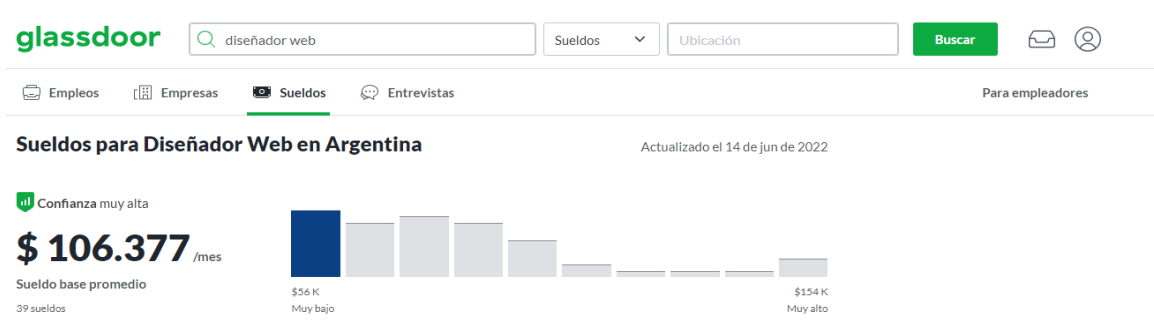 glassdoor diseñador web Sueldos Ubicación Buscar
Empleos Empresas Sueldos Entrevistas Para empleadores
Sueldos para Diseñador Web en Argentina Actualizado el 14 de jun de 2022
Confianza muy alta
$ 106.377 /mes
Sueldo base promedio
$56 K $154 K
39 sueldos Muy bajo Muy alto